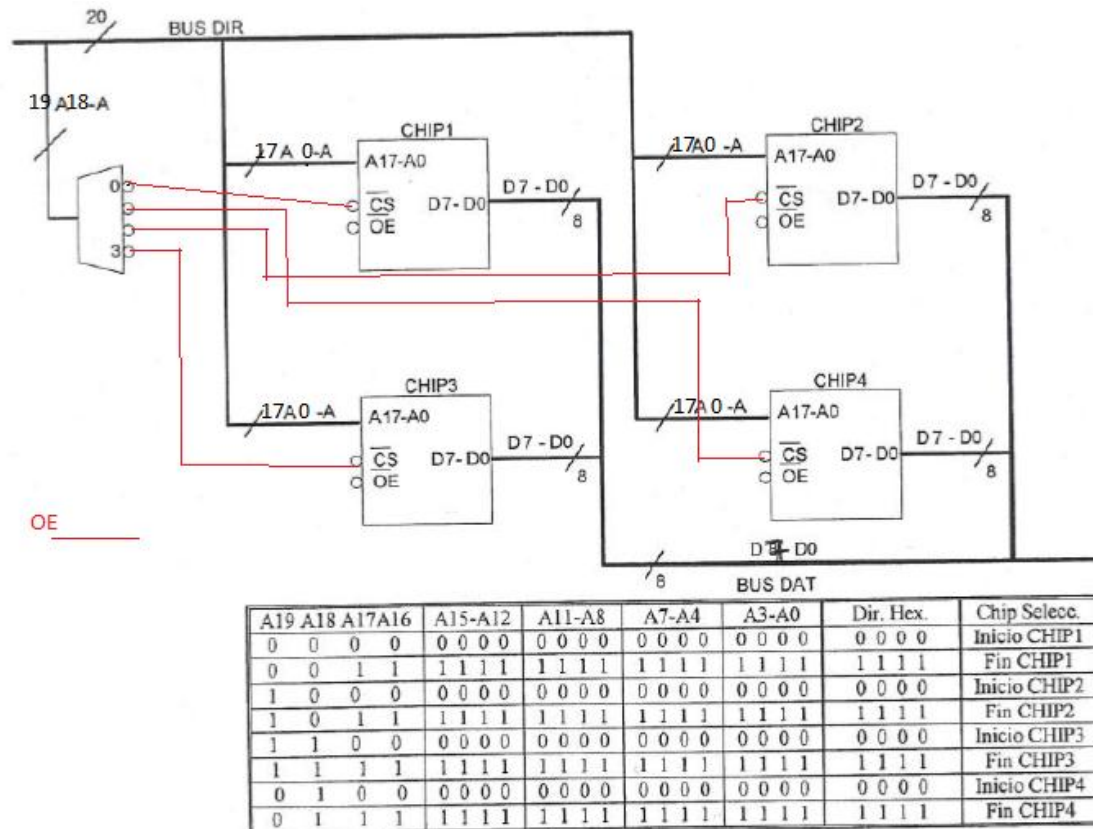 20
BUS DIR
19 A 18-A
CHIP1
CHIP2
17A 0-A
A17-A0
17A0 -A
A17-A0
0
D7 - D0
D7 - D0
CS
D7- D0
CS
D7- D0
8
8
OE
OE
3
CHIP3
CHIP4
17A0 -A
A17-A0
17A0 -A
A17-A0
D7 - D0
D7 - D0
CS
D7- D0
CS
D7- D0
8
8
OE
OE
OE
D0
8
BUS DAT
A19 A18 A17 A16 A15-A12 A11-A8 A7-A4 A3-A0 Dir. Hex. Chip Selecc.
0 0 0 0 0 0 0 0 0 0 0 0 0 0 0 0 0 0 0 0 0 0 0 0 Inicio CHIP1
0 0 1 1 1 1 1 1 1 1 1 1 1 1 1 1 1 1 1 1 1 1 1 1 Fin CHIP1
1 0 0 0 0 0 0 0 0 0 0 0 0 0 0 0 0 0 0 0 0 0 0 0 Inicio CHIP2
1 0 1 1 1 1 1 1 1 1 1 1 1 1 1 1 1 1 1 1 1 1 1 1 Fin CHIP2
1 1 0 0 0 0 0 0 0 0 0 0 0 0 0 0 0 0 0 0 0 0 0 0 Inicio CHIP3
1 1 1 1 1 1 1 1 1 1 1 1 1 1 1 1 1 1 1 1 1 1 1 1 Fin CHIP3
0 1 0 0 0 0 0 0 0 0 0 0 0 0 0 0 0 0 0 0 0 0 0 0 Inicio CHIP4
0 1 1 1 1 1 1 1 1 1 1 1 1 1 1 1 1 1 1 1 1 1 1 1 Fin CHIP4